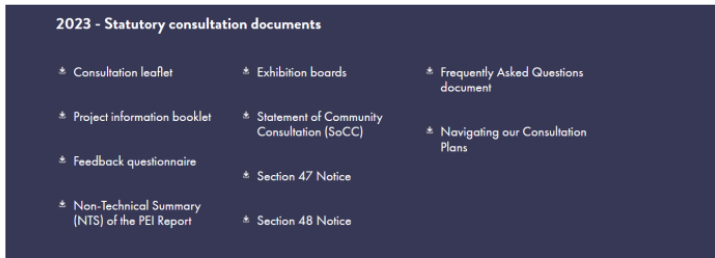 2023 - Statutory consultation documents
Consultation leaflet
Project information booklet
Feedback questionnaire
Non-Technical Summary
(NTS) of the PEI Report
Exhibition boards
Statement of Community
Consultation (SoCC)
Section 47 Notice
Section 48 Notice
Frequently Asked Questions
document
Navigating our Consultation
Plans